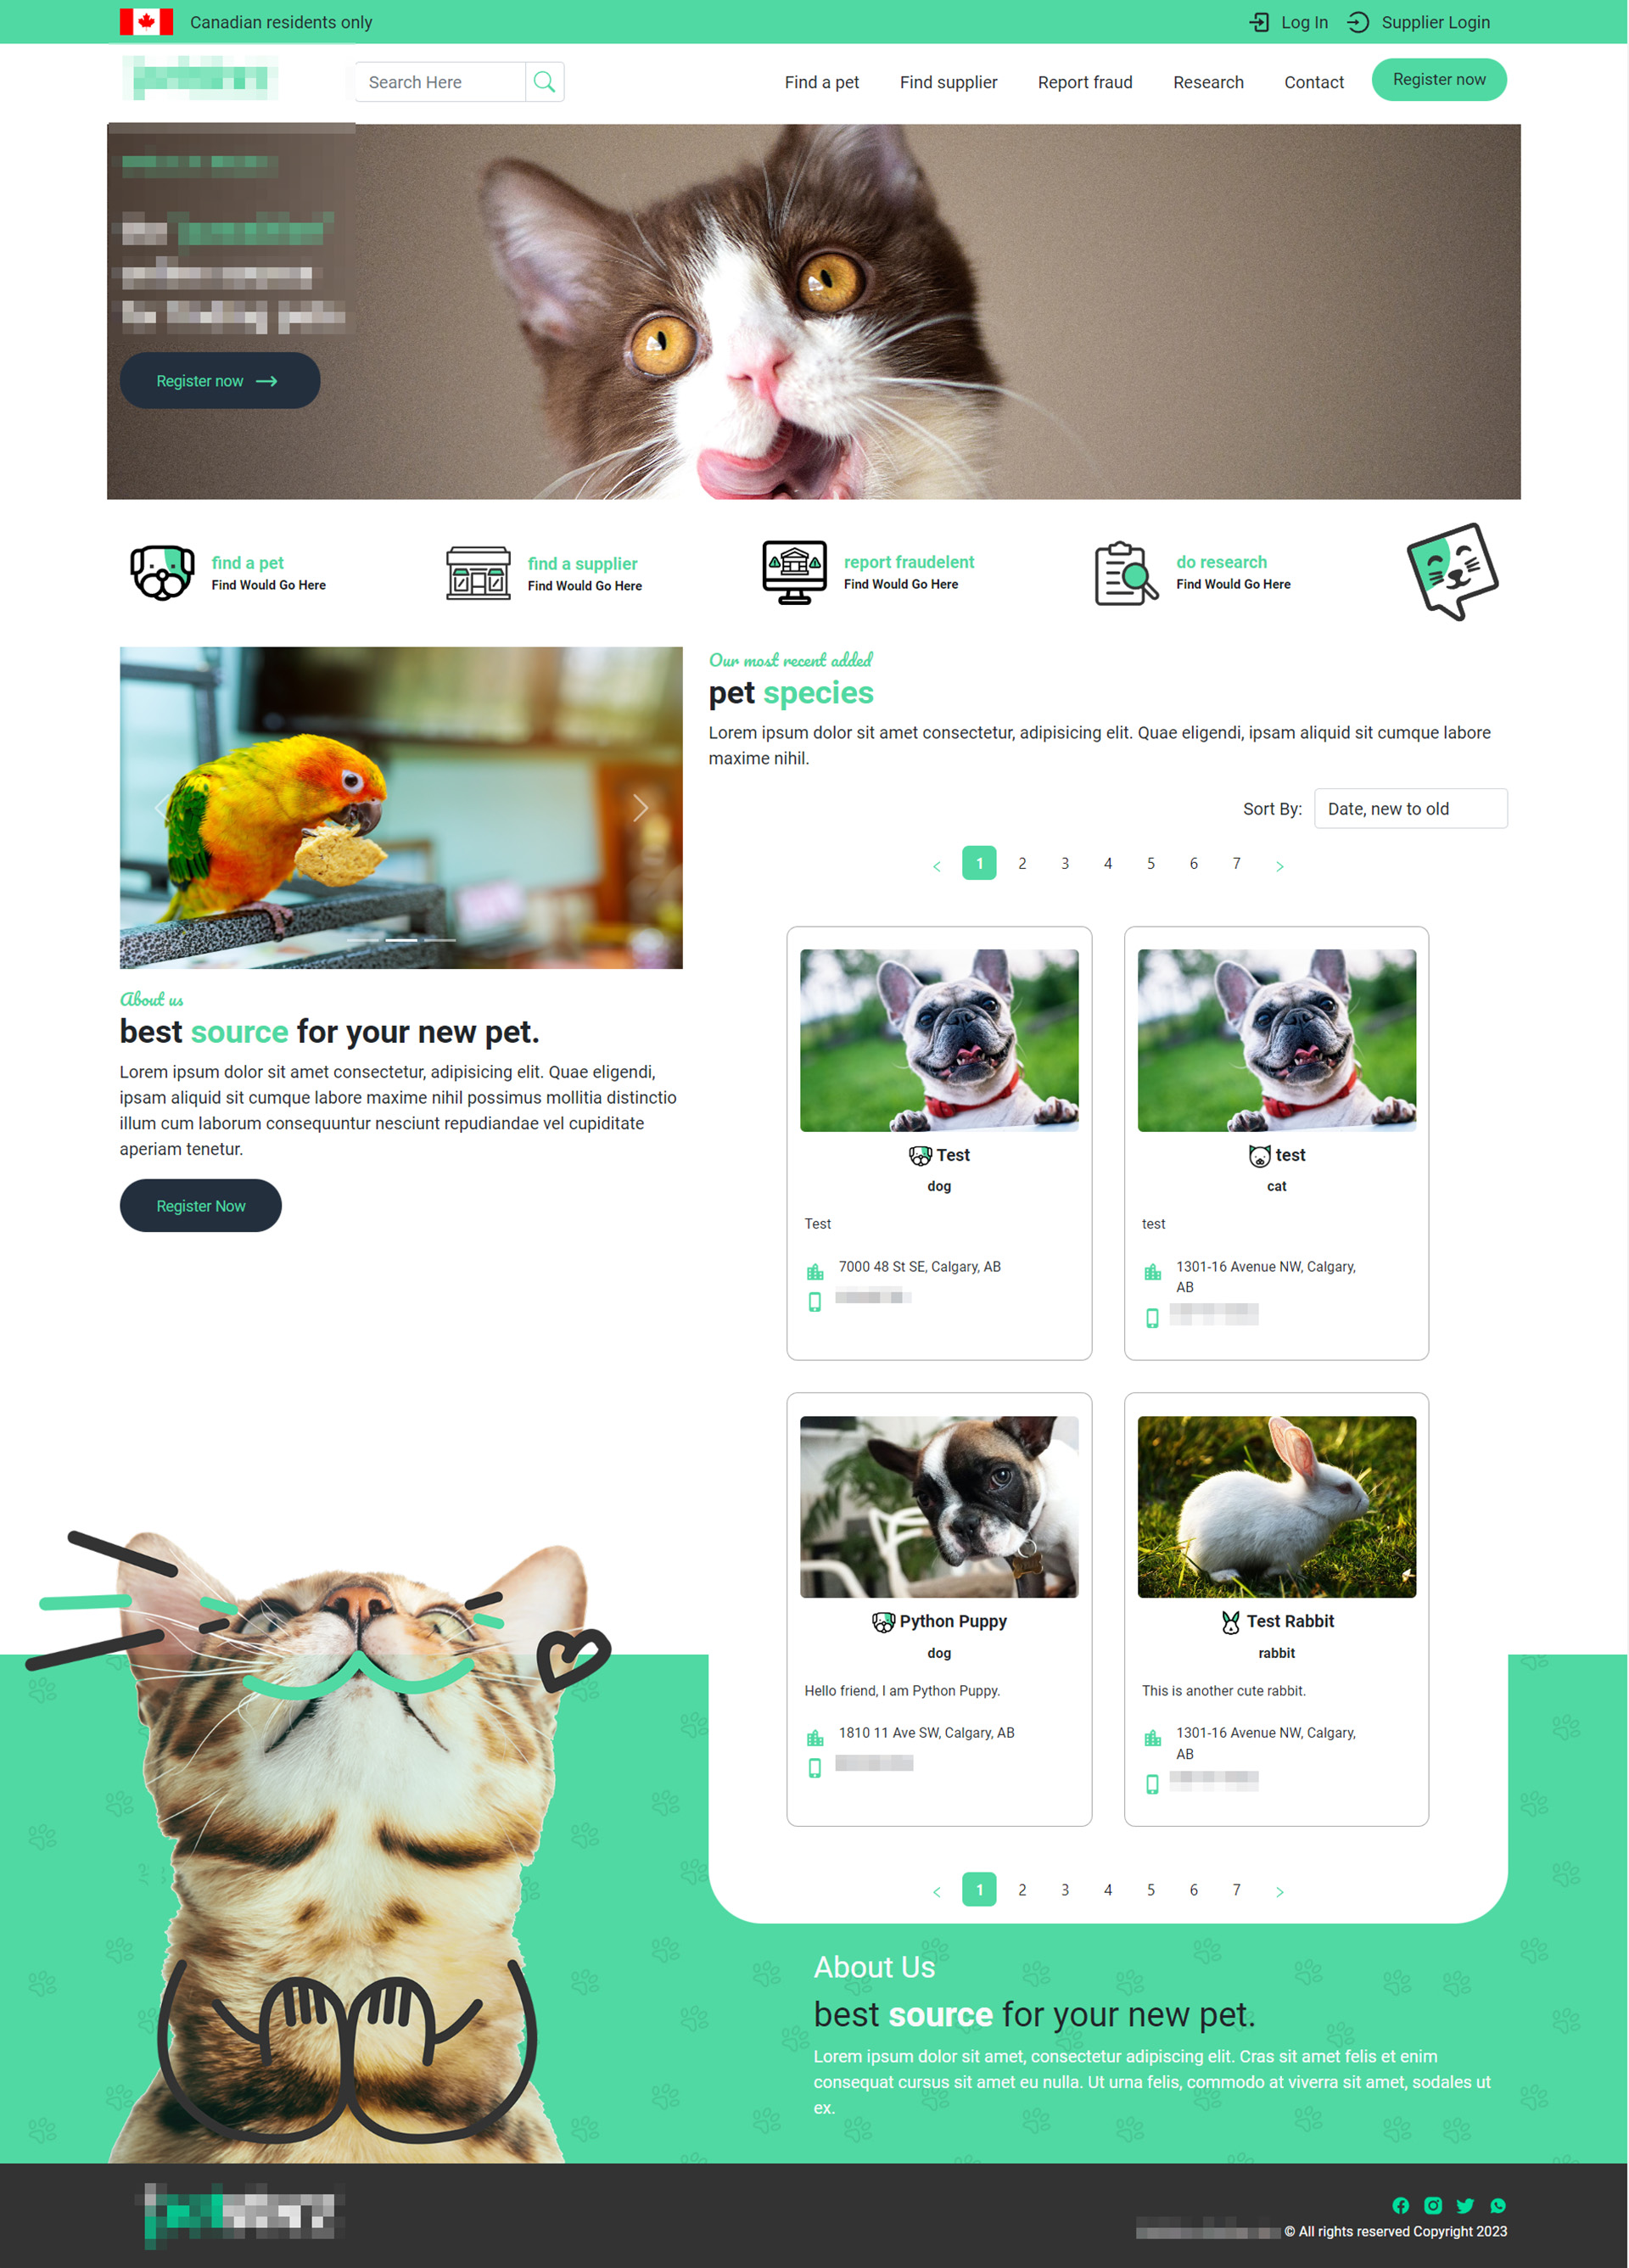 Canadian residents only
Log In
Supplier Login
Search Here
Find a pet
Find supplier
Report fraud
Research
Contact
Register now
Register now
find a pet
Find Would Go Here
find a supplier
Find Would Go Here
report fraudelent
Find Would Go Here
do research
Find Would Go Here
Our most recent added
pet species
Lorem ipsum dolor sit amet consectetur, adipisicing elit. Quae eligendi, ipsam aliquid sit cumque labore
maxime nihil.
Sort By:
Date, new to old
< 1 2 3 4 5 6 7 >
About us
best source for your new pet.
Lorem ipsum dolor sit amet consectetur, adipisicing elit. Quae eligendi,
ipsam aliquid sit cumque labore maxime nihil possimus mollitia distinctio
illum cum laborum consequuntur nesciunt repudiandae vel cupiditate
aperiam tenetur.
Register Now
Test
dog
Test
7000 48 St SE, Calgary, AB
test
cat
test
1301-16 Avenue NW, Calgary,
AB
Python Puppy
dog
Hello friend, I am Python Puppy.
1810 11 Ave SW, Calgary, AB
Test Rabbit
rabbit
This is another cute rabbit.
1301-16 Avenue NW, Calgary,
AB
< 1 2 3 4 5 6 7 >
About Us
best source for your new pet.
Lorem ipsum dolor sit amet, consectetur adipiscing elit. Cras sit amet felis et enim
consequat cursus sit amet eu nulla. Ut urna felis, commodo at viverra sit amet, sodales ut
ex.
© All rights reserved Copyright 2023